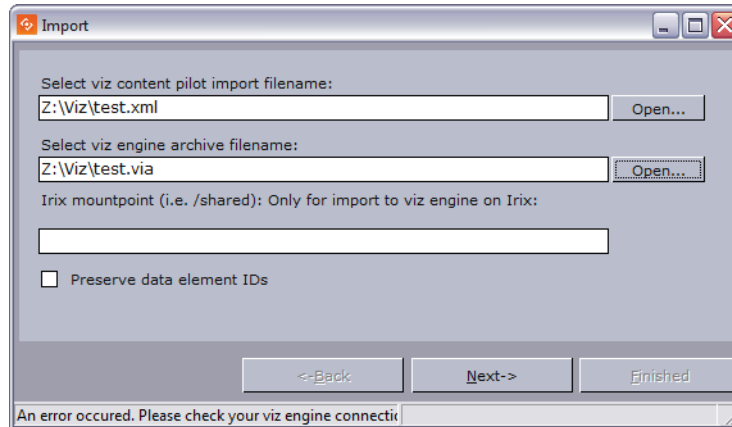 Import
Select viz content pilot import filename:
Z:\Viz\test.xml
Open...
Select viz engine archive filename:
Z:\Viz\test.via
Open...
Irix mountpoint (i.e. /shared): Only for import to viz engine on Irix:
Preserve data element IDs
<-Back
Next->
Finished
An error occured. Please check your viz engine